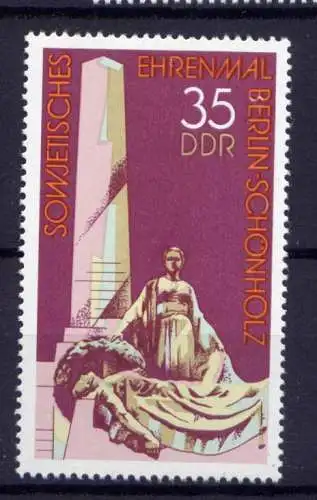 SOWJETISCHES
EHRENMAL
BERLIN-SCHÖNHOLZ
35
DDR